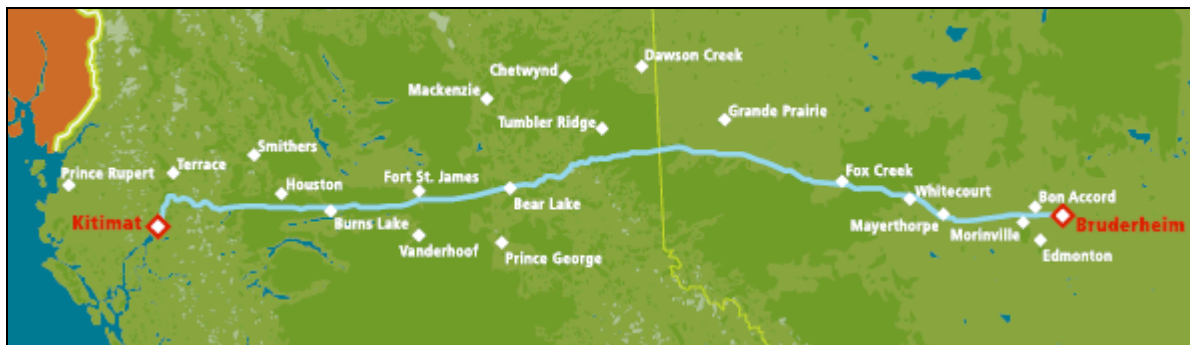 Dawson Creek
Chetwynd
Mackenzie
Grande Prairie
Tumbler Ridge
Smithers
Terrace
Prince Rupert
Houston
Fort St. James
Fox Creek
Bear Lake
Whitecourt
Bon Accord
Kitimat
Burns Lake
Mayerthorpe
Morinville
Bruderheim
Vanderhoof
Prince George
Edmonton